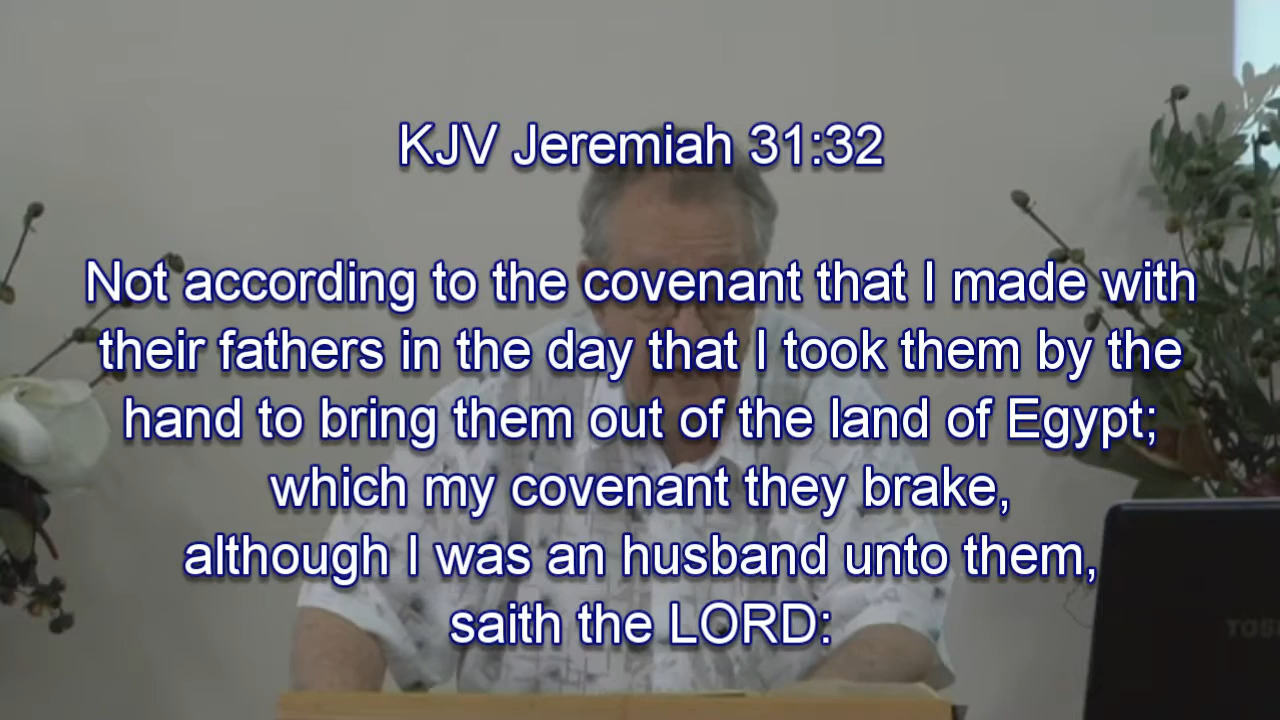 KJV Jeremiah 31:32
Not according to the covenant that I made with
their fathers in the day that I took them by the
hand to bring them out of the land of Egypt;
which my covenant they brake,
although I was an husband unto them,
saith the LORD: